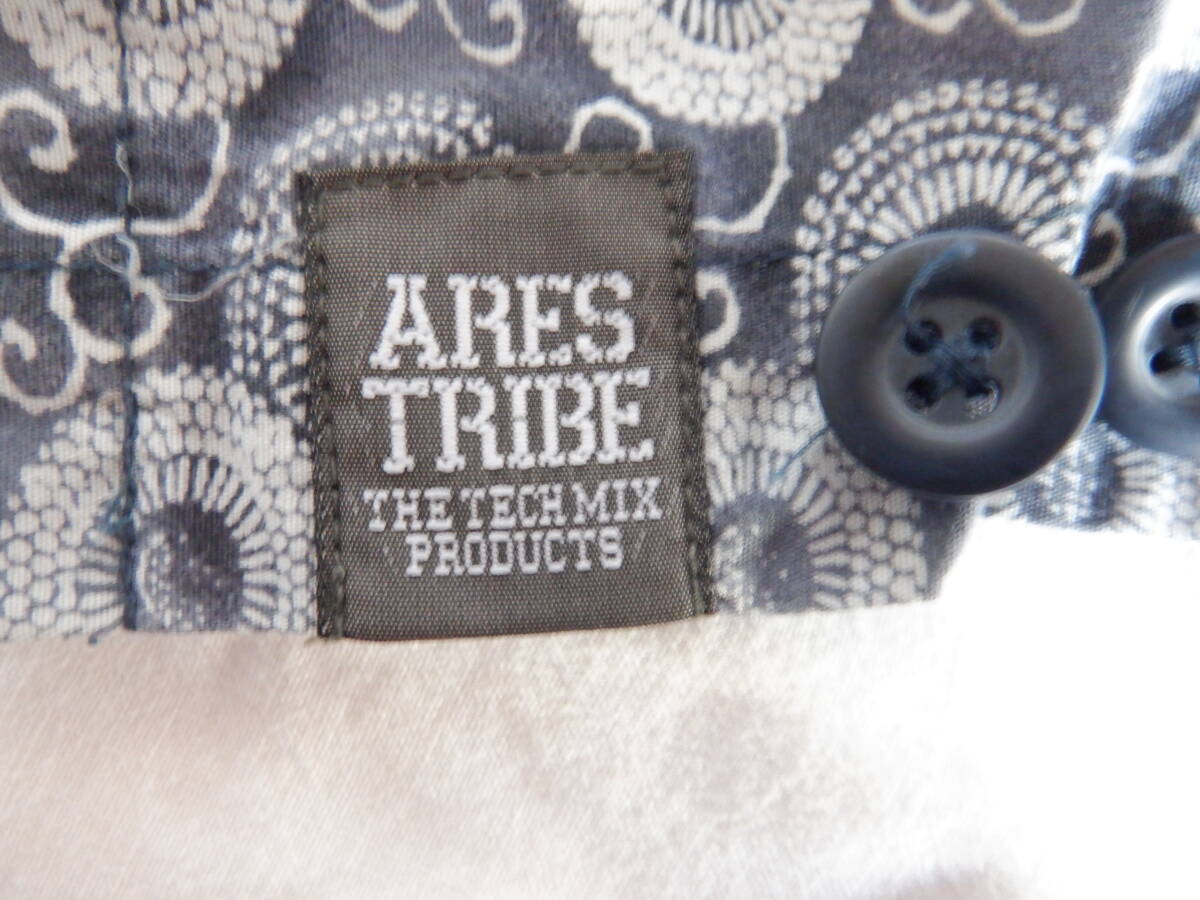 ARES
TRIBE
THE TECH MIX
PRODUCTS